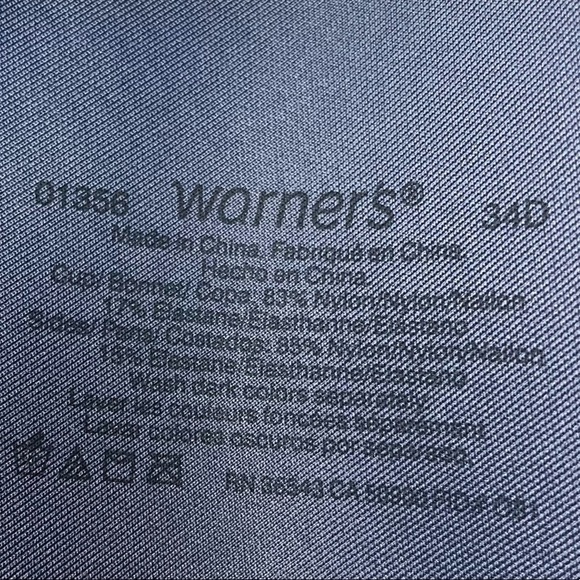 01356 warners® 34D
Made in China. Fabriqué en Chine.
Hecho en China.
Cup/ Bonnet/ Copa: 83% Nylon/Nylon/Nailon
17% Elastane/Elasthanne/Elastano
Sides/ Pans/ Costados: 85% Nylon/Nylon/Nailon
15% Elastane/Elasthanne/Elastano
Wash dark colors separately.
Laver les couleurs foncées séparément.
Lavar colores oscuros por separado.
RN CA